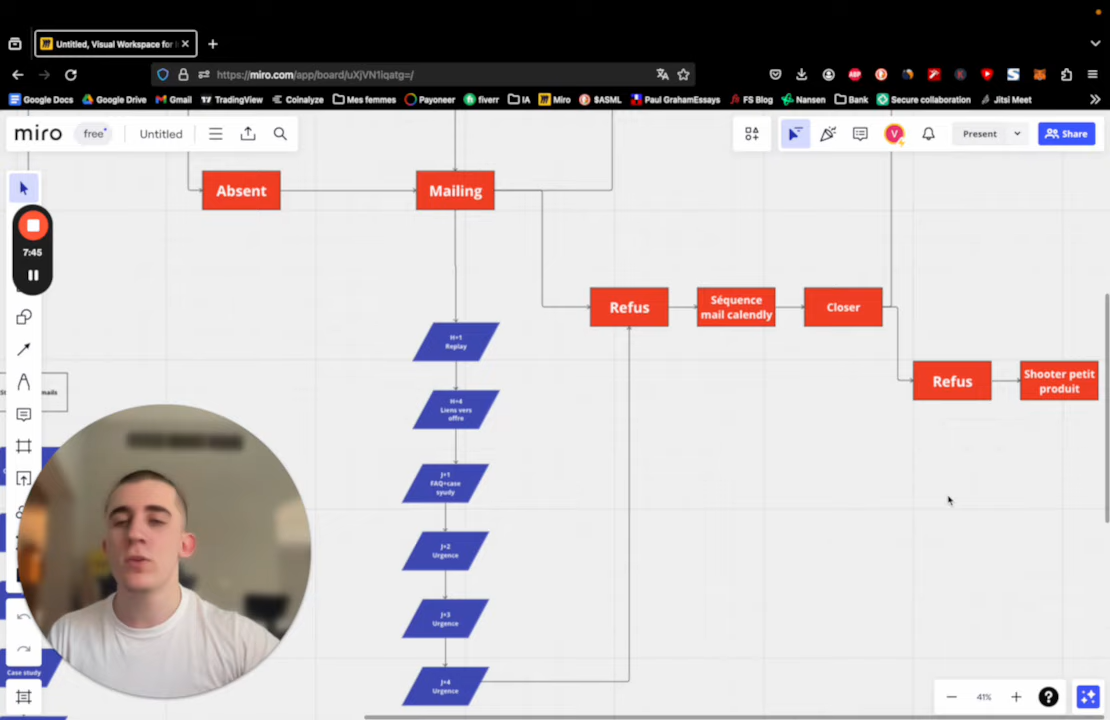 Untitled, Visual Workspace for I
https://miro.com/app/board/uXjVN1iqatg=/
Google Docs
Google Drive
Gmail
TradingView
Coinalyze
Mes femmes
Payoneer
fiverr
IA
Miro
$ASML
Paul GrahamEssays
FS Blog
Nansen
Bank
Secure collaboration
Jitsi Meet
miro
free
Untitled
V
Present
Share
Absent
Mailing
7:45
Refus
Séquence
mail calendly
Closer
H+1
Replay
Refus
Shooter petit
produit
mails
H+4
Liens vers
offre
J+1
FAQ+case
syudy
J+2
Urgence
J+3
Urgence
Case study
J+4
Urgence
41%
?